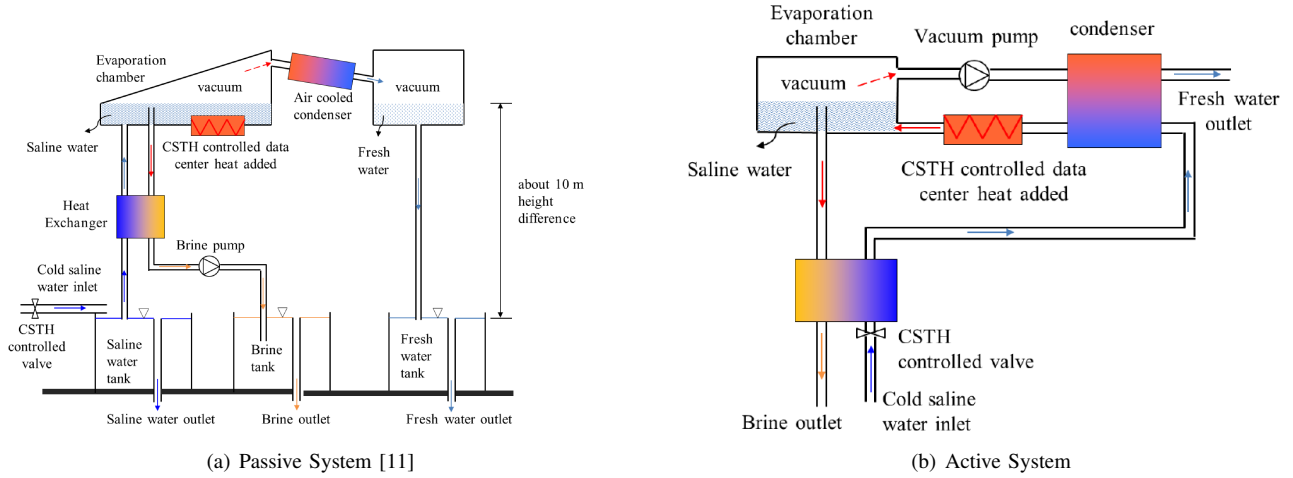 Evaporation
chamber
vacuum
Air cooled
condenser
vacuum
Saline water
CSTH controlled data
center heat added
Fresh
water
about 10 m
height
difference
Heat
Exchanger
Brine pump
Cold saline
water inlet
CSTH
controlled
valve
Saline
water
tank
Brine
tank
Fresh
water
tank
Saline water outlet
Brine outlet
Fresh water outlet
(a) Passive System [11]
Evaporation
chamber
Vacuum pump
condenser
vacuum
Fresh water
outlet
Saline water
CSTH controlled data
center heat added
CSTH
controlled valve
Brine outlet
Cold saline
water inlet
(b) Active System